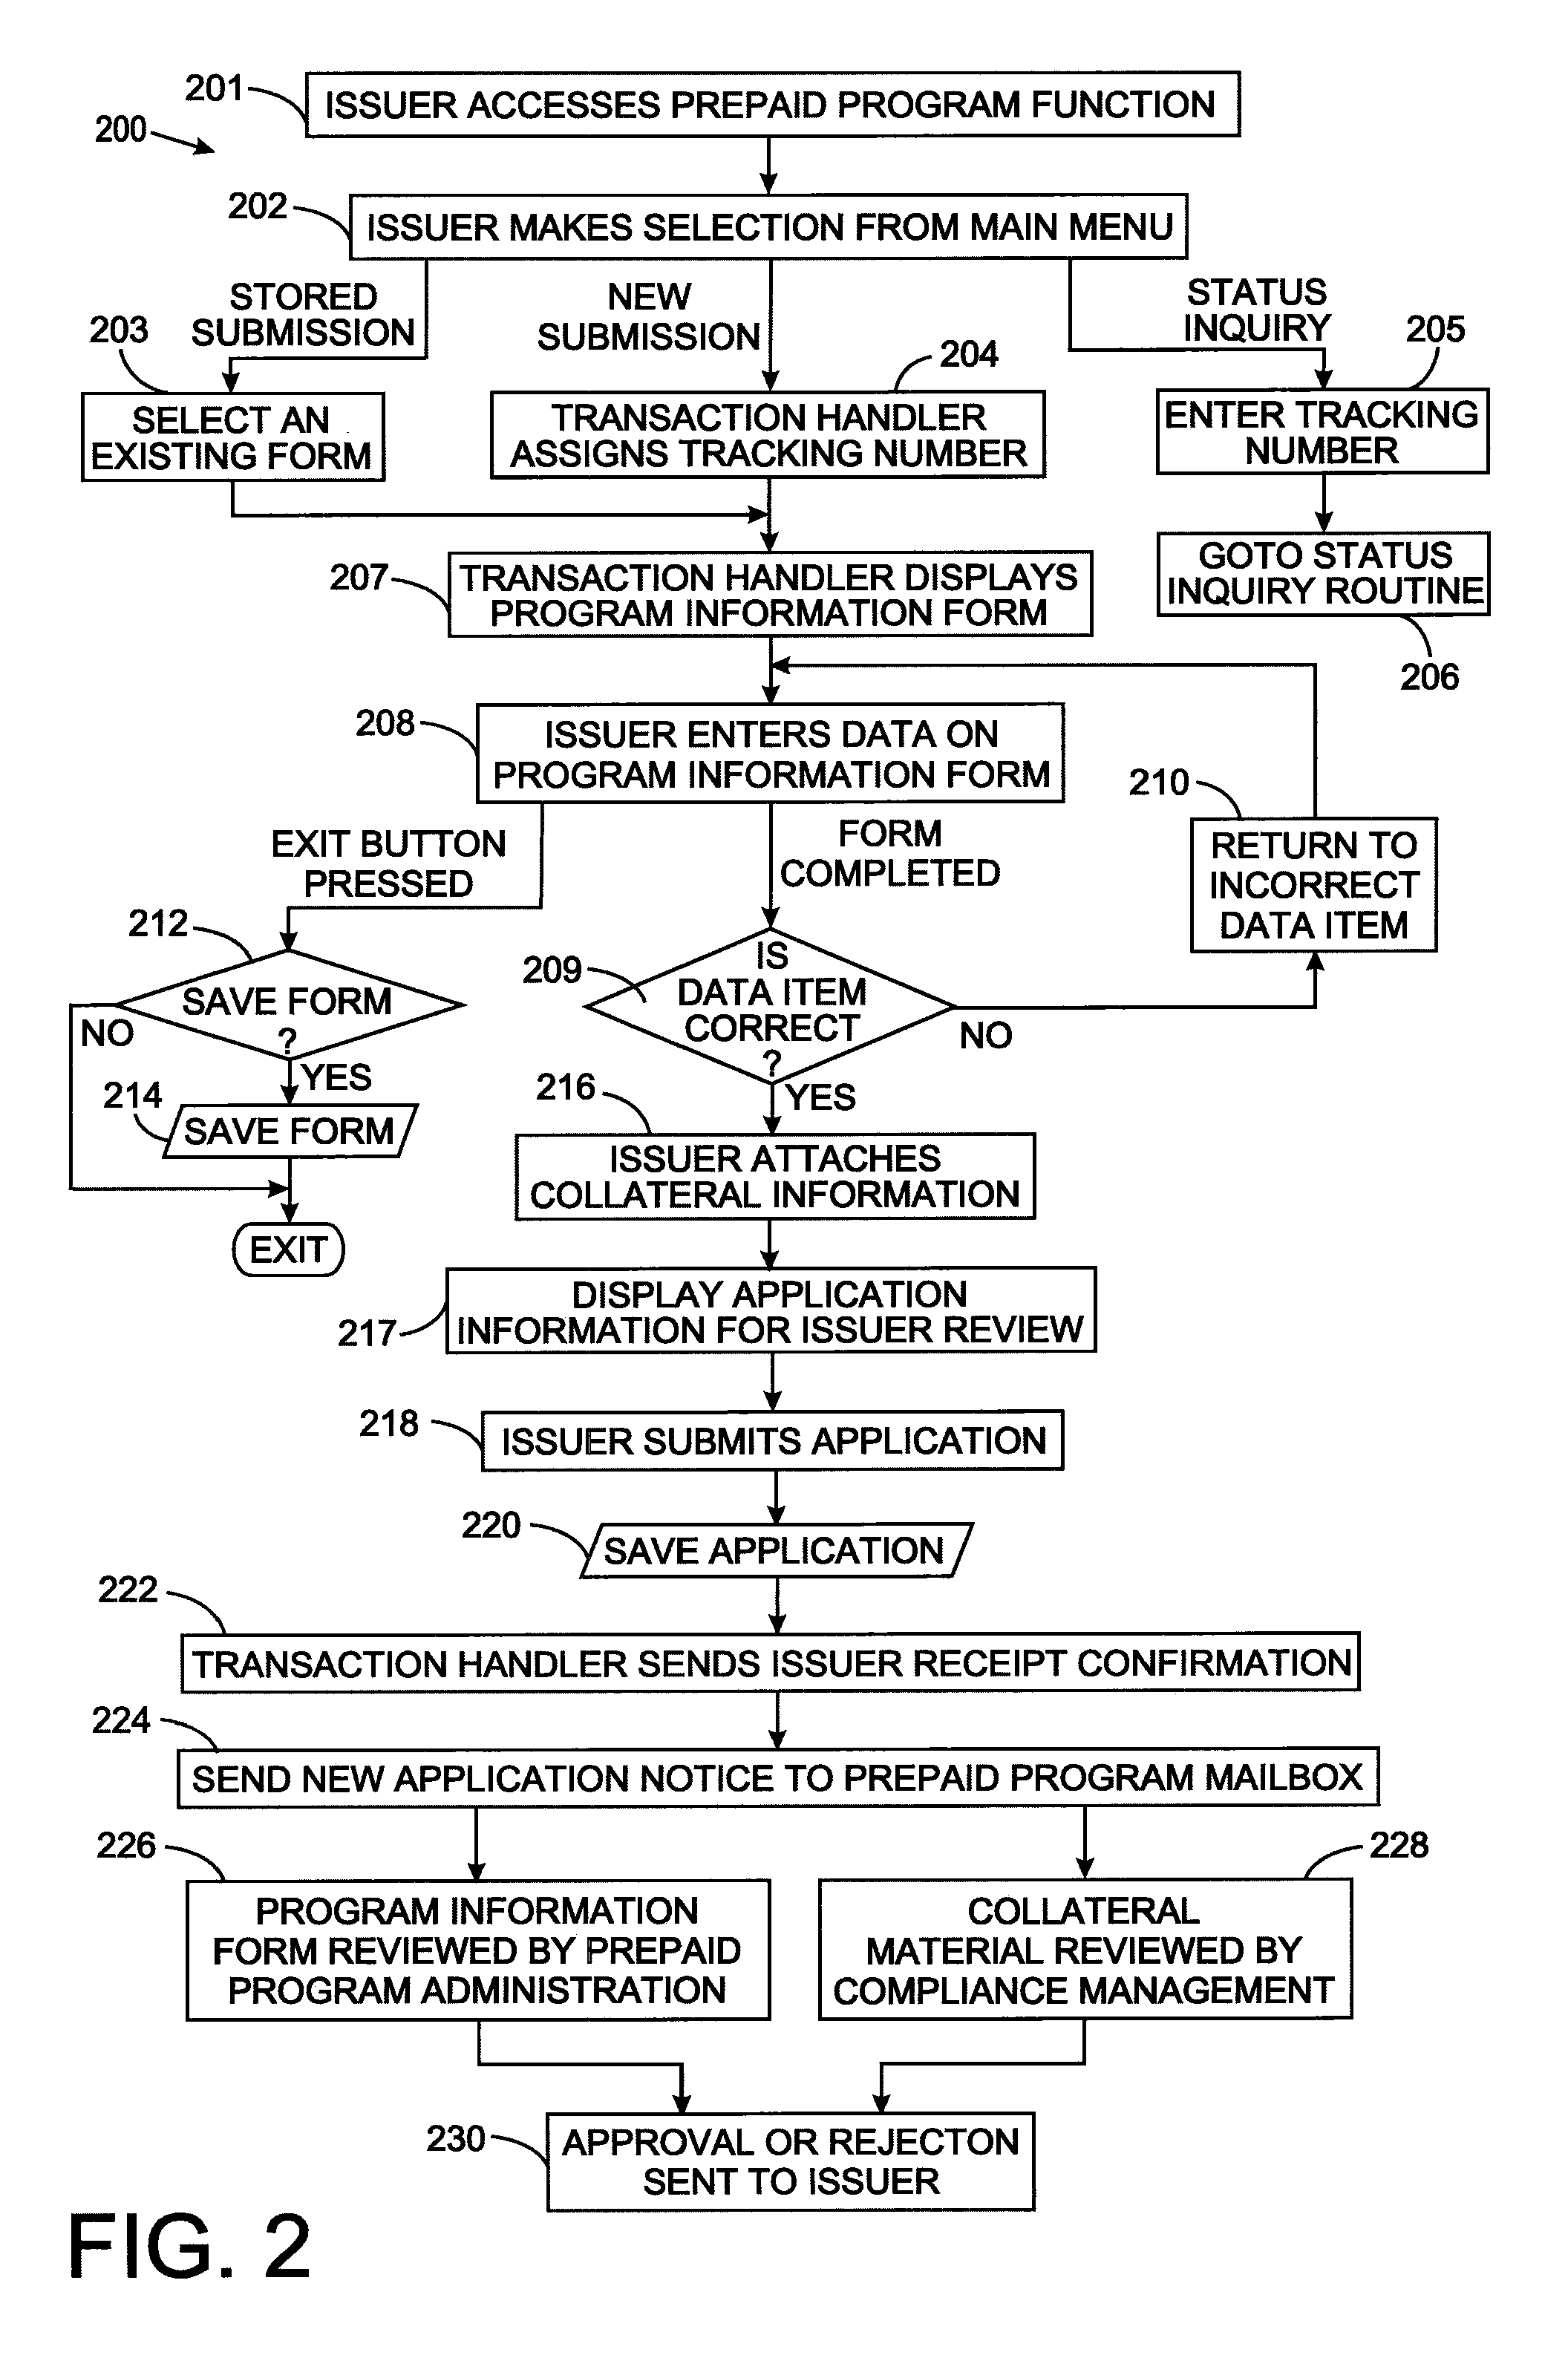 201
ISSUER ACCESSES PREPAID PROGRAM FUNCTION
200
202
ISSUER MAKES SELECTION FROM MAIN MENU
STORED
SUBMISSION
NEW
SUBMISSION
STATUS
INQUIRY
203
204
205
SELECT AN
EXISTING FORM
TRANSACTION HANDLER
ASSIGNS TRACKING NUMBER
ENTER TRACKING
NUMBER
207
TRANSACTION HANDLER DISPLAYS
PROGRAM INFORMATION FORM
GOTO STATUS
INQUIRY ROUTINE
206
208
ISSUER ENTERS DATA ON
PROGRAM INFORMATION FORM
210
EXIT BUTTON
PRESSED
FORM
COMPLETED
RETURN TO
INCORRECT
DATA ITEM
212
SAVE FORM
?
NO
YES
209
IS
DATA ITEM
CORRECT
?
NO
YES
214
SAVE FORM
EXIT
216
ISSUER ATTACHES
COLLATERAL INFORMATION
217
DISPLAY APPLICATION
INFORMATION FOR ISSUER REVIEW
218
ISSUER SUBMITS APPLICATION
220
SAVE APPLICATION
222
TRANSACTION HANDLER SENDS ISSUER RECEIPT CONFIRMATION
224
SEND NEW APPLICATION NOTICE TO PREPAID PROGRAM MAILBOX
226
PROGRAM INFORMATION
FORM REVIEWED BY PREPAID
PROGRAM ADMINISTRATION
228
COLLATERAL
MATERIAL REVIEWED BY
COMPLIANCE MANAGEMENT
230
APPROVAL OR REJECTON
SENT TO ISSUER
FIG. 2